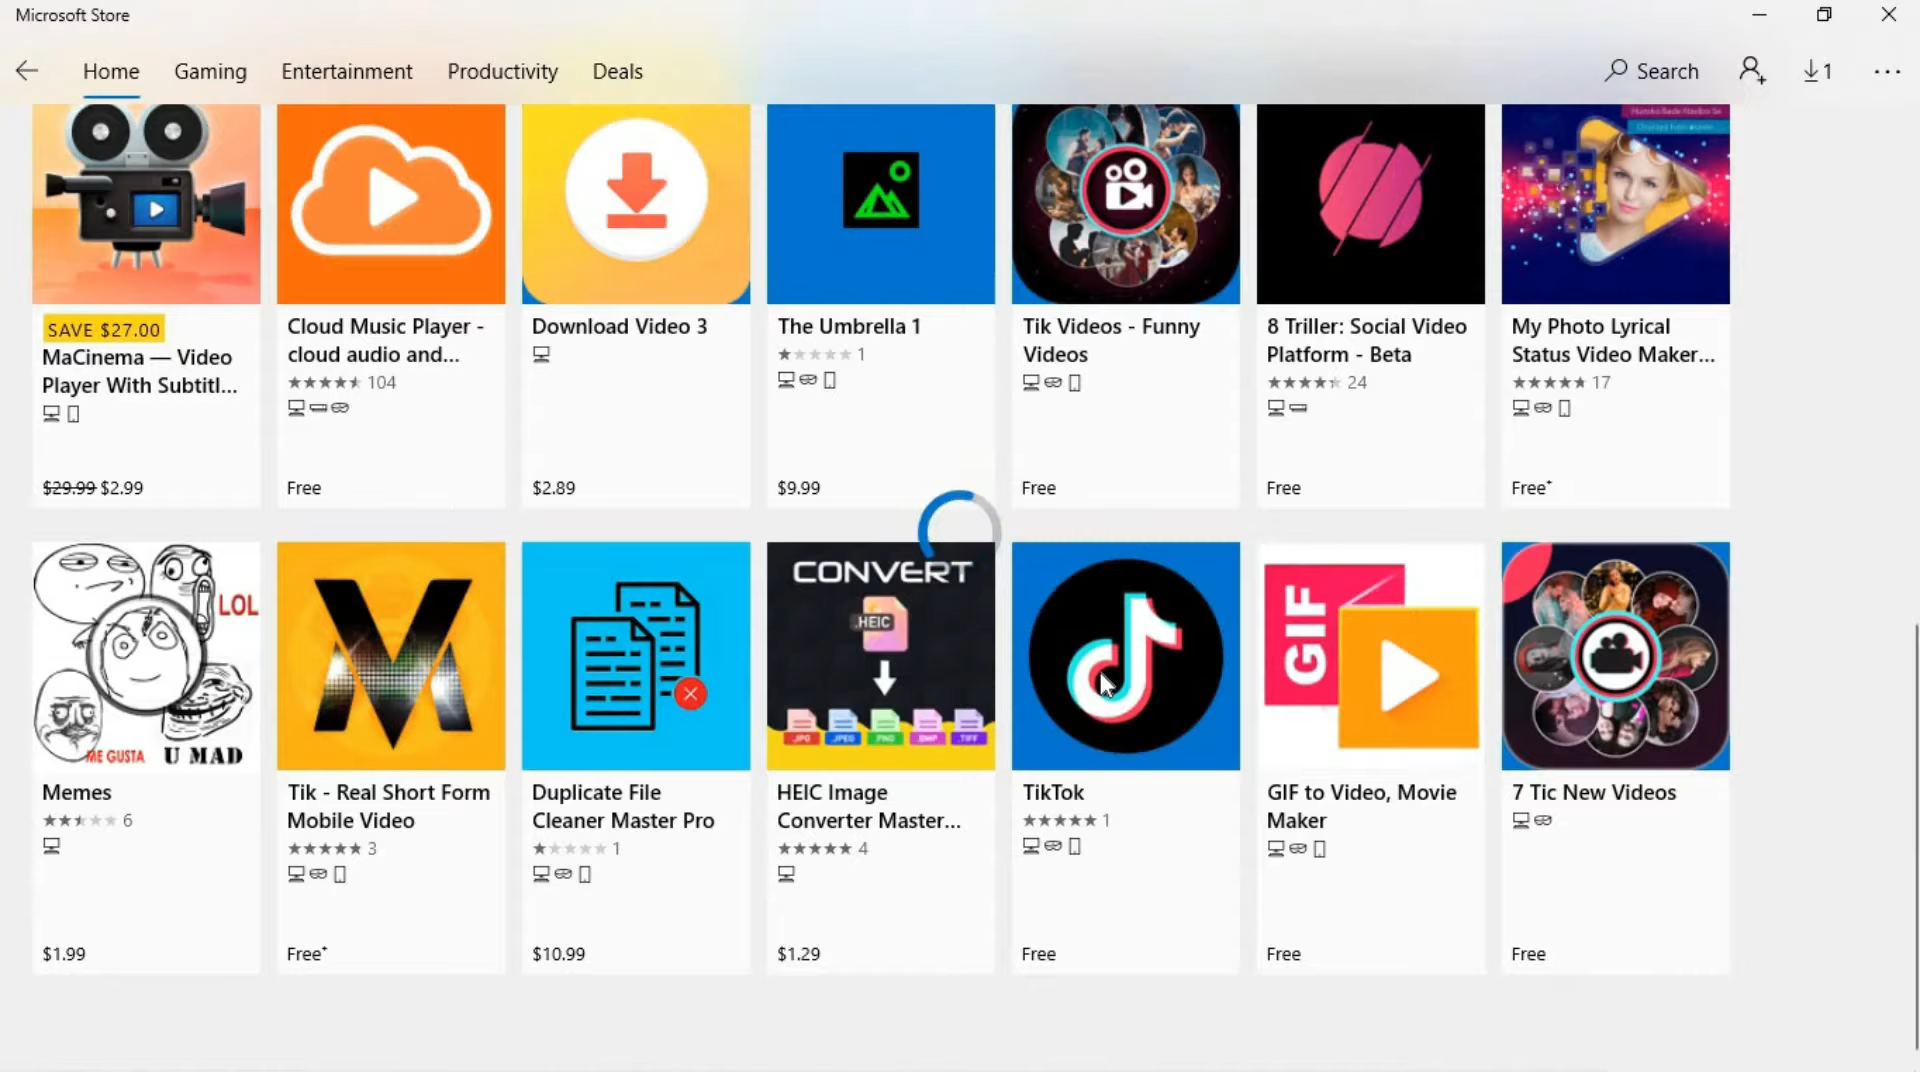 Microsoft Store
Home Gaming Entertainment Productivity Deals Search 1
SAVE $27.00
MaCinema — Video
Player With Subtitl...
$29.99 $2.99
Cloud Music Player -
cloud audio and...
104
Free
Download Video 3
$2.89
The Umbrella 1
1
$9.99
Tik Videos - Funny
Videos
Free
8 Triller: Social Video
Platform - Beta
24
Free
My Photo Lyrical
Status Video Maker...
17
Free+
LOL
ME GUSTA U MAD
Memes
6
$1.99
Tik - Real Short Form
Mobile Video
3
Free+
Duplicate File
Cleaner Master Pro
1
$10.99
CONVERT
.HEIC
.JPG .JPEG .PNG .BMP .TIFF
HEIC Image
Converter Master...
4
$1.29
TikTok
1
Free
GIF
GIF to Video, Movie
Maker
Free
7 Tic New Videos
Free